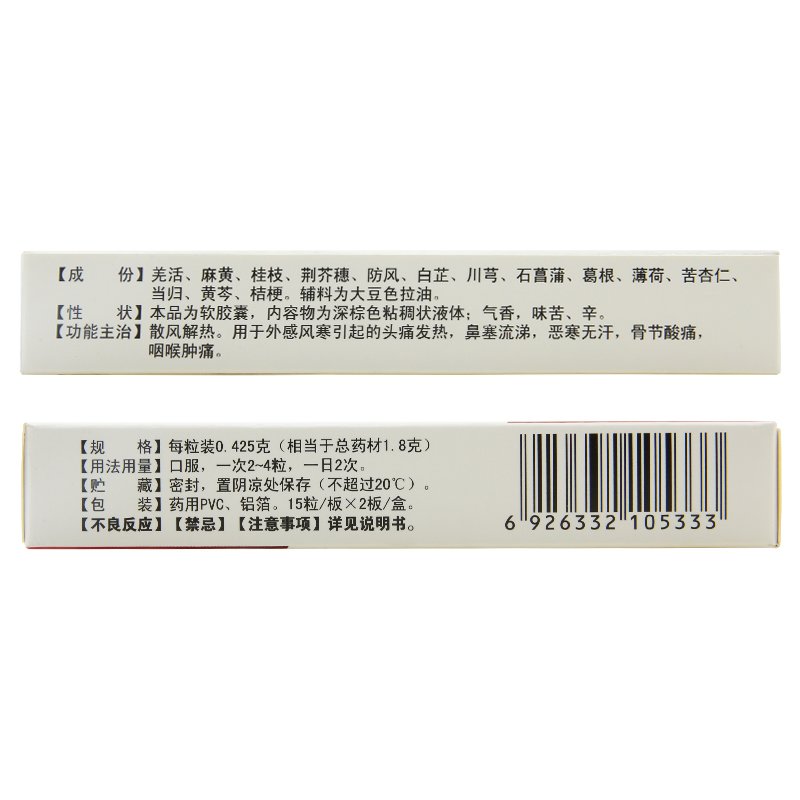 【成　份】羌活、麻黄、桂枝、荆芥穗、防风、白芷、川芎、石菖蒲、葛根、薄荷、苦杏仁、
当归、黄芩、桔梗。辅料为大豆色拉油。
【性　状】本品为软胶囊，内容物为深棕色粘稠状液体；气香，味苦、辛。
【功能主治】散风解热。用于外感风寒引起的头痛发热，鼻塞流涕，恶寒无汗，骨节酸痛，
咽喉肿痛。
【规　格】每粒装0.425克（相当于总药材1.8克）
【用法用量】口服，一次2~4粒，一日2次。
【贮　藏】密封，置阴凉处保存（不超过20℃）。
【包　装】药用PVC、铝箔。15粒/板×2板/盒。
【不良反应】【禁忌】【注意事项】详见说明书。
6 926332 105333